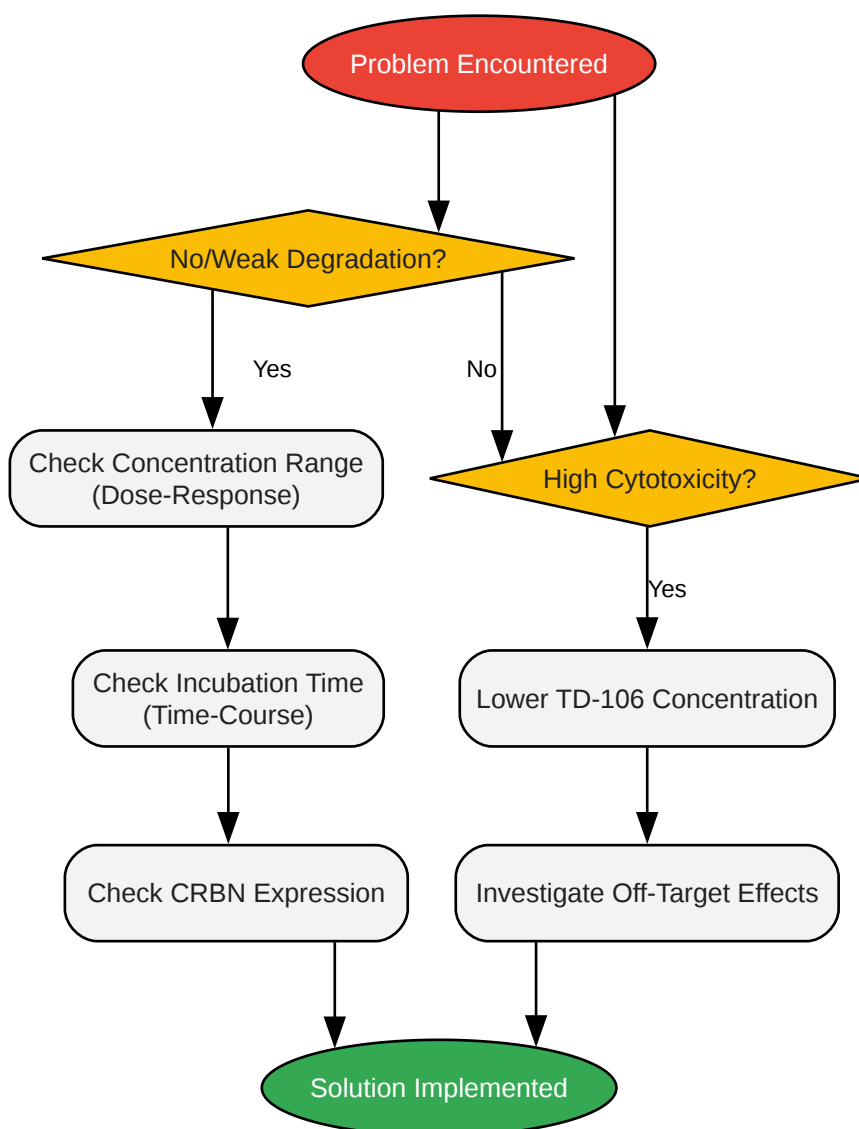 Problem Encountered
No/Weak Degradation?
Yes
No
Check Concentration Range
(Dose-Response)
High Cytotoxicity?
Yes
Check Incubation Time
(Time-Course)
Lower TD-106 Concentration
Check CRBN Expression
Investigate Off-Target Effects
Solution Implemented